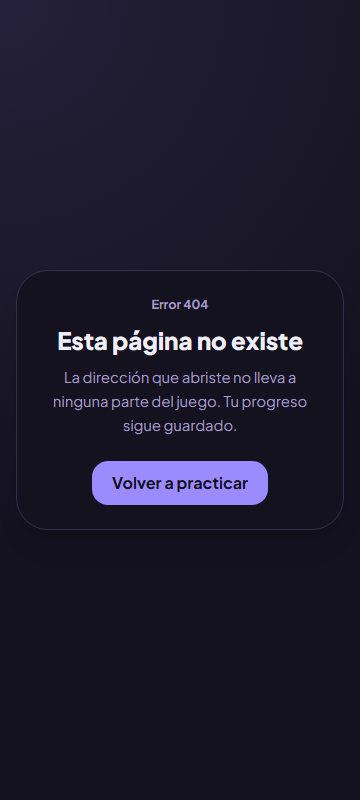 Error 404
Esta página no existe
La dirección que abriste no lleva a
ninguna parte del juego. Tu progreso
sigue guardado.
Volver a practicar